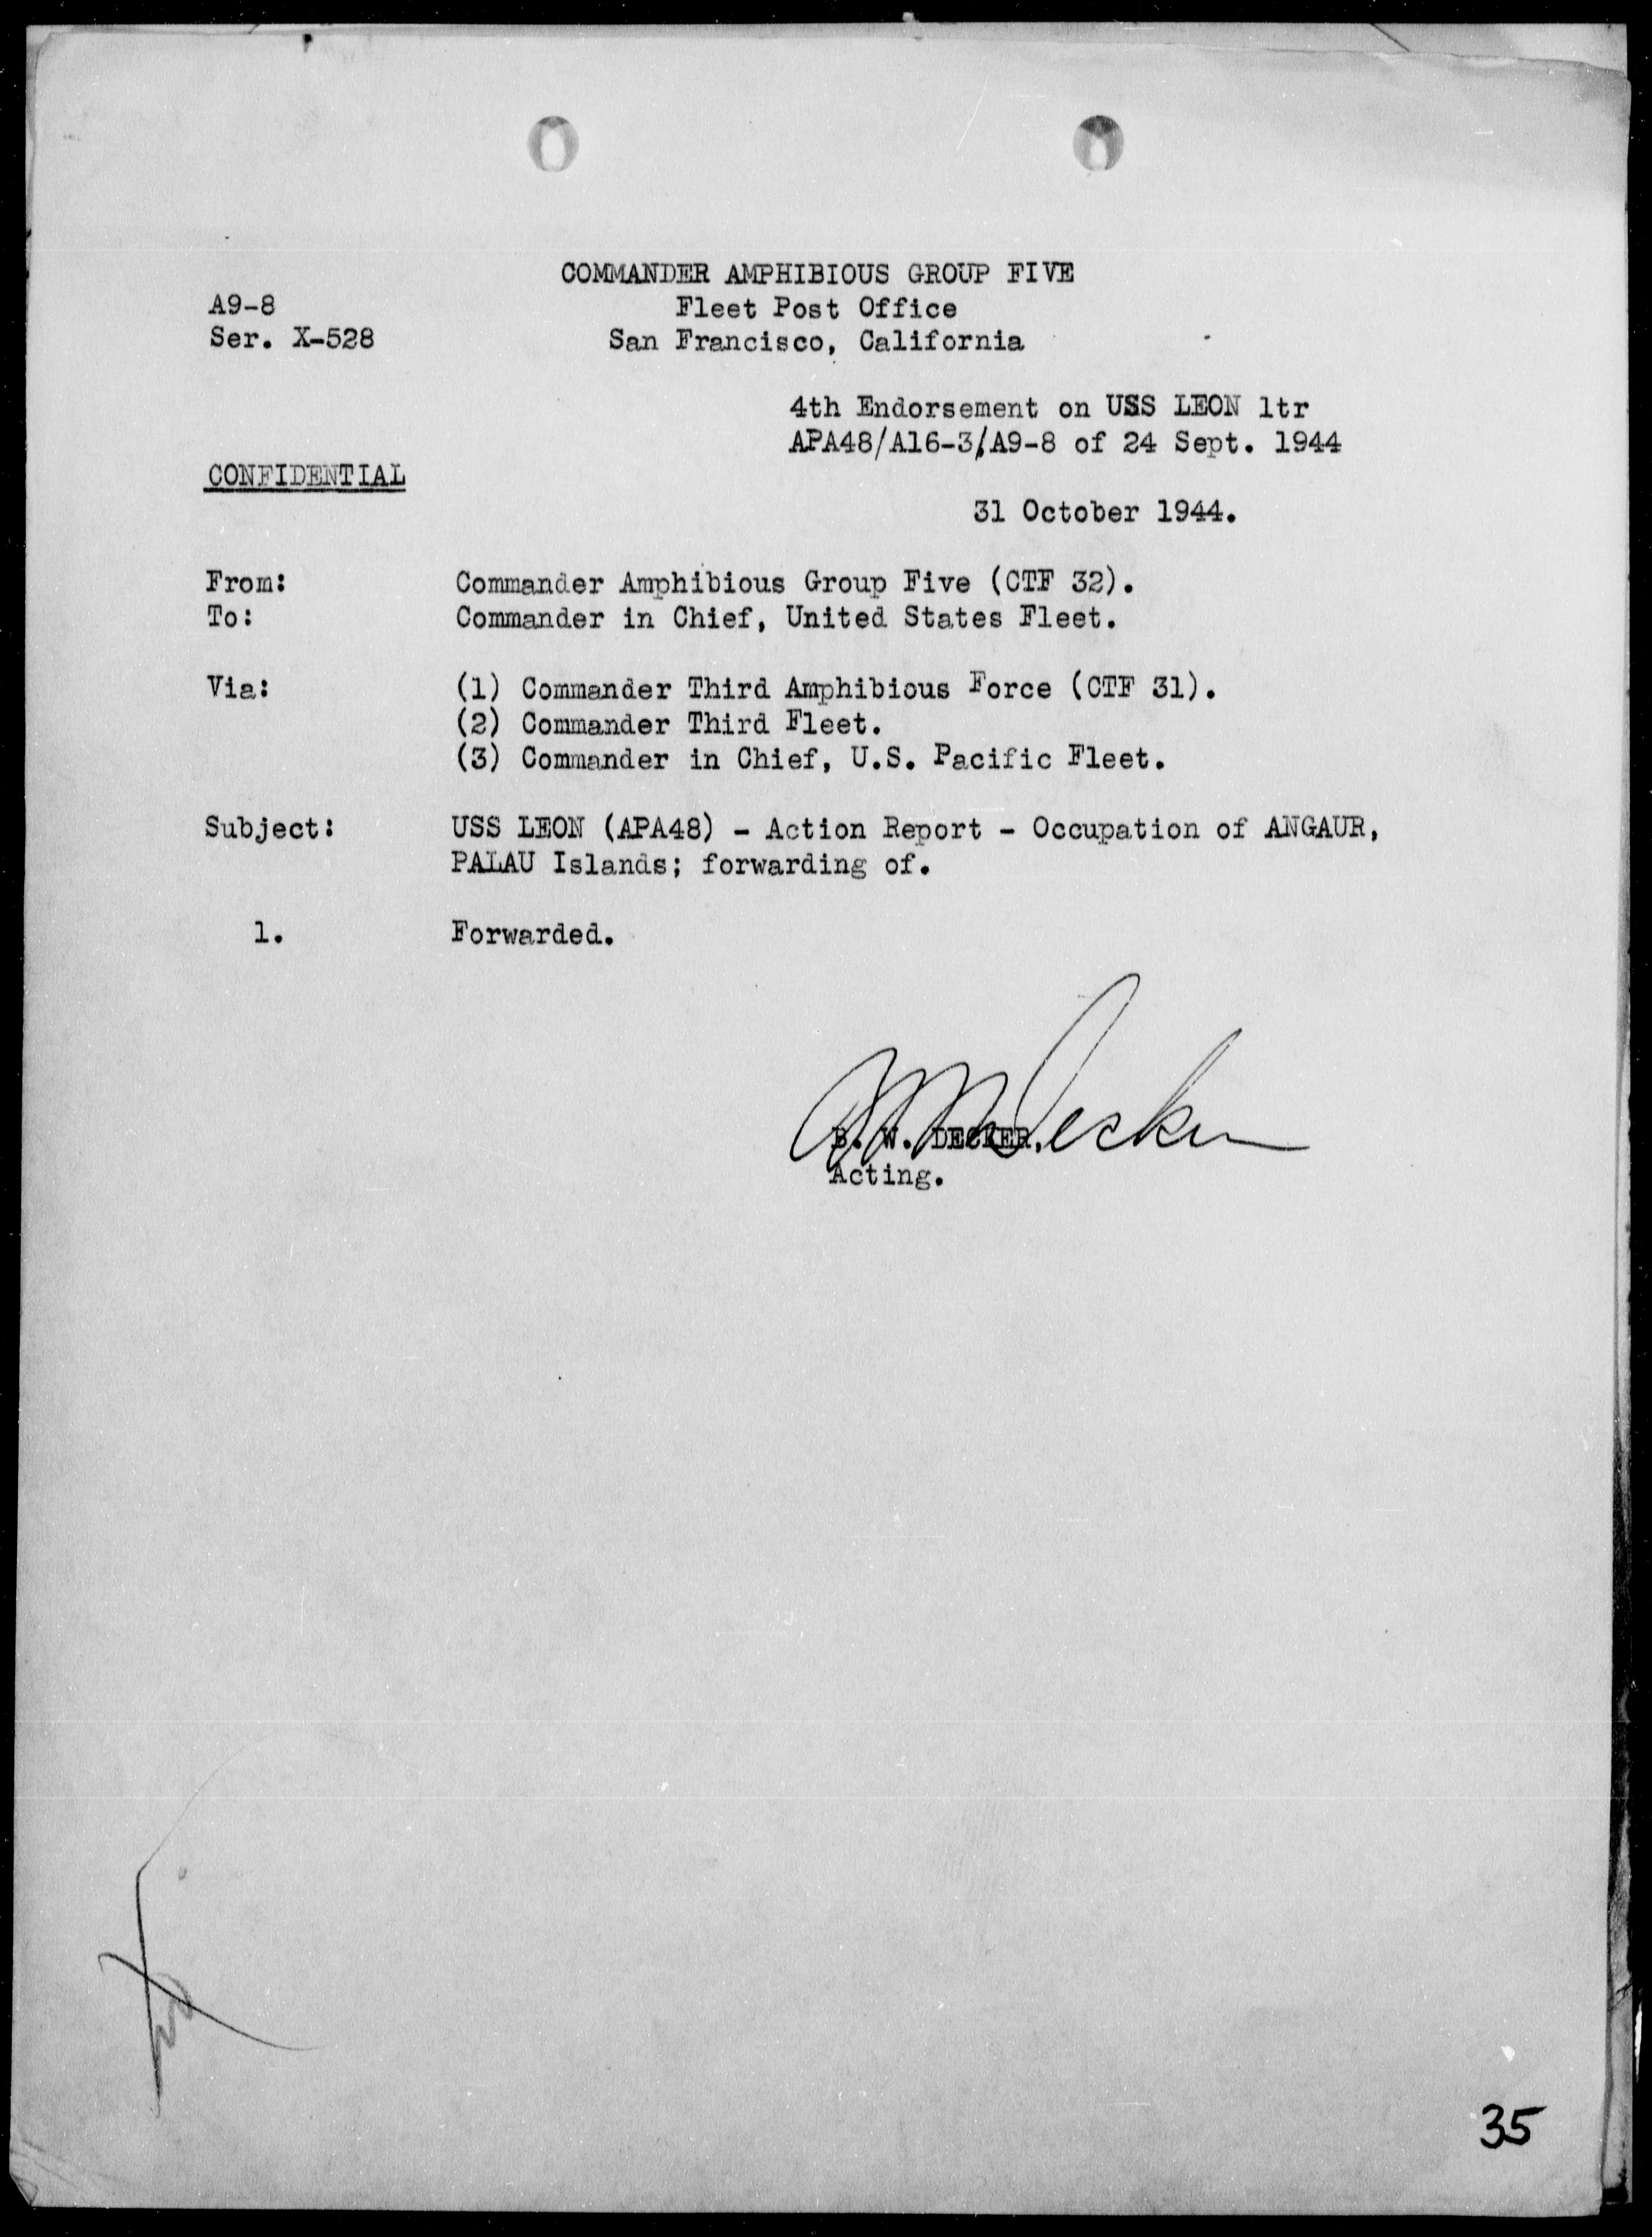 COMMANDER AMPHIBIOUS GROUP FIVE
A9-8 Fleet Post Office
Ser. X-528 San Francisco, California
4th Endorsement on USS LEON ltr
APA48/A16-3/A9-8 of 24 Sept. 1944
CONFIDENTIAL
31 October 1944.
From: Commander Amphibious Group Five (CTF 32).
To: Commander in Chief, United States Fleet.
Via: (1) Commander Third Amphibious Force (CTF 31).
(2) Commander Third Fleet.
(3) Commander in Chief, U.S. Pacific Fleet.
Subject: USS LEON (APA48) - Action Report - Occupation of ANGAUR,
PALAU Islands; forwarding of.
1. Forwarded.
B. W. DECKER,
Acting.
35